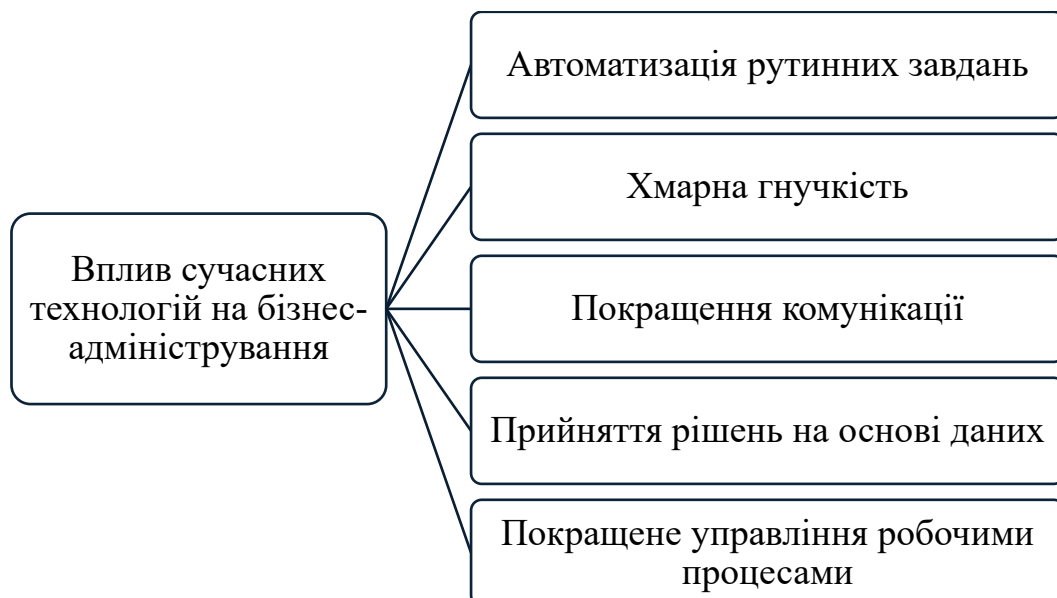 Вплив сучасних
технологій на бізнес-
адміністрування
Автоматизація рутинних завдань
Хмарна гнучкість
Покращення комунікації
Прийняття рішень на основі даних
Покращене управління робочими
процесами